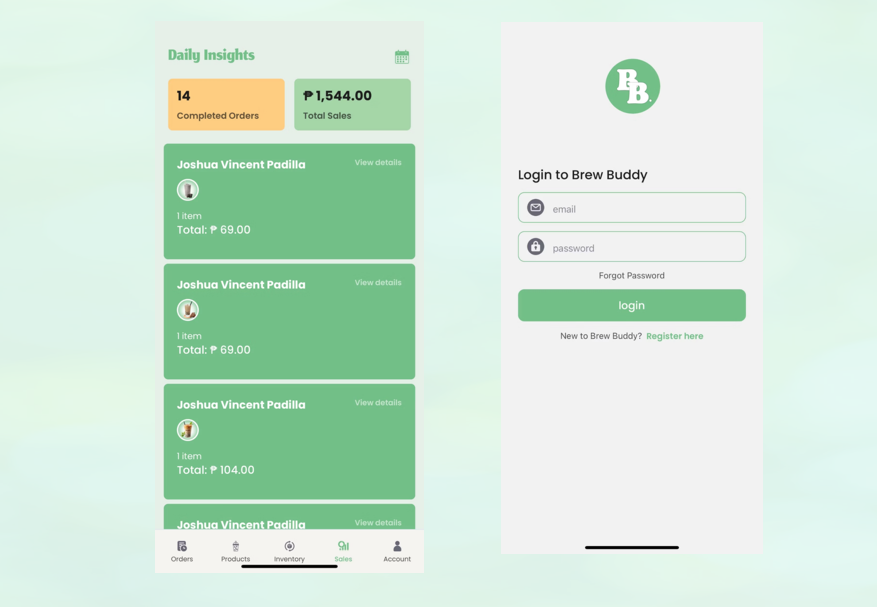 Daily Insights
14
Completed Orders
₱ 1,544.00
Total Sales
Joshua Vincent Padilla
View details
1 item
Total: ₱ 69.00
Joshua Vincent Padilla
View details
1 item
Total: ₱ 69.00
Joshua Vincent Padilla
View details
1 item
Total: ₱ 104.00
Joshua Vincent Padilla
View details
Orders
Products
Inventory
Sales
Account
BB
Login to Brew Buddy
email
password
Forgot Password
login
New to Brew Buddy? Register here